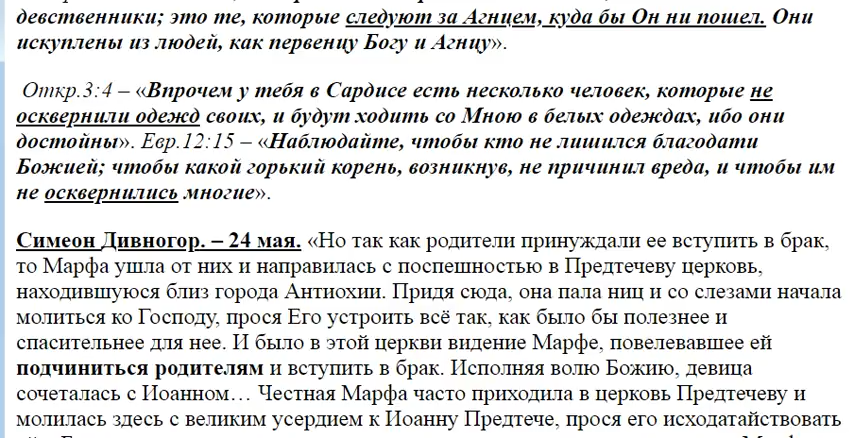 девственники; это те, которые следуют за Агнцем, куда бы Он ни пошел. Они
искуплены из людей, как первенцу Богу и Агнцу».
Откр.3:4 – «Впрочем у тебя в Сардисе есть несколько человек, которые не
осквернили одежд своих, и будут ходить со Мною в белых одеждах, ибо они
достойны». Евр.12:15 – «Наблюдайте, чтобы кто не лишился благодати
Божией; чтобы какой горький корень, возникнув, не причинил вреда, и чтобы им
не осквернились многие».
Симеон Дивногор. – 24 мая. «Но так как родители принуждали ее вступить в брак,
то Марфа ушла от них и направилась с поспешностью в Предтечеву церковь,
находившуюся близ города Антиохии. Придя сюда, она пала ниц и со слезами начала
молиться ко Господу, прося Его устроить всё так, как было бы полезнее и
спасительнее для нее. И было в этой церкви видение Марфе, повелевавшее ей
подчиниться родителям и вступить в брак. Исполняя волю Божию, девица
сочеталась с Иоанном… Честная Марфа часто приходила в церковь Предтечеву и
молилась здесь с великим усердием к Иоанну Предтече, прося его исходатайствовать